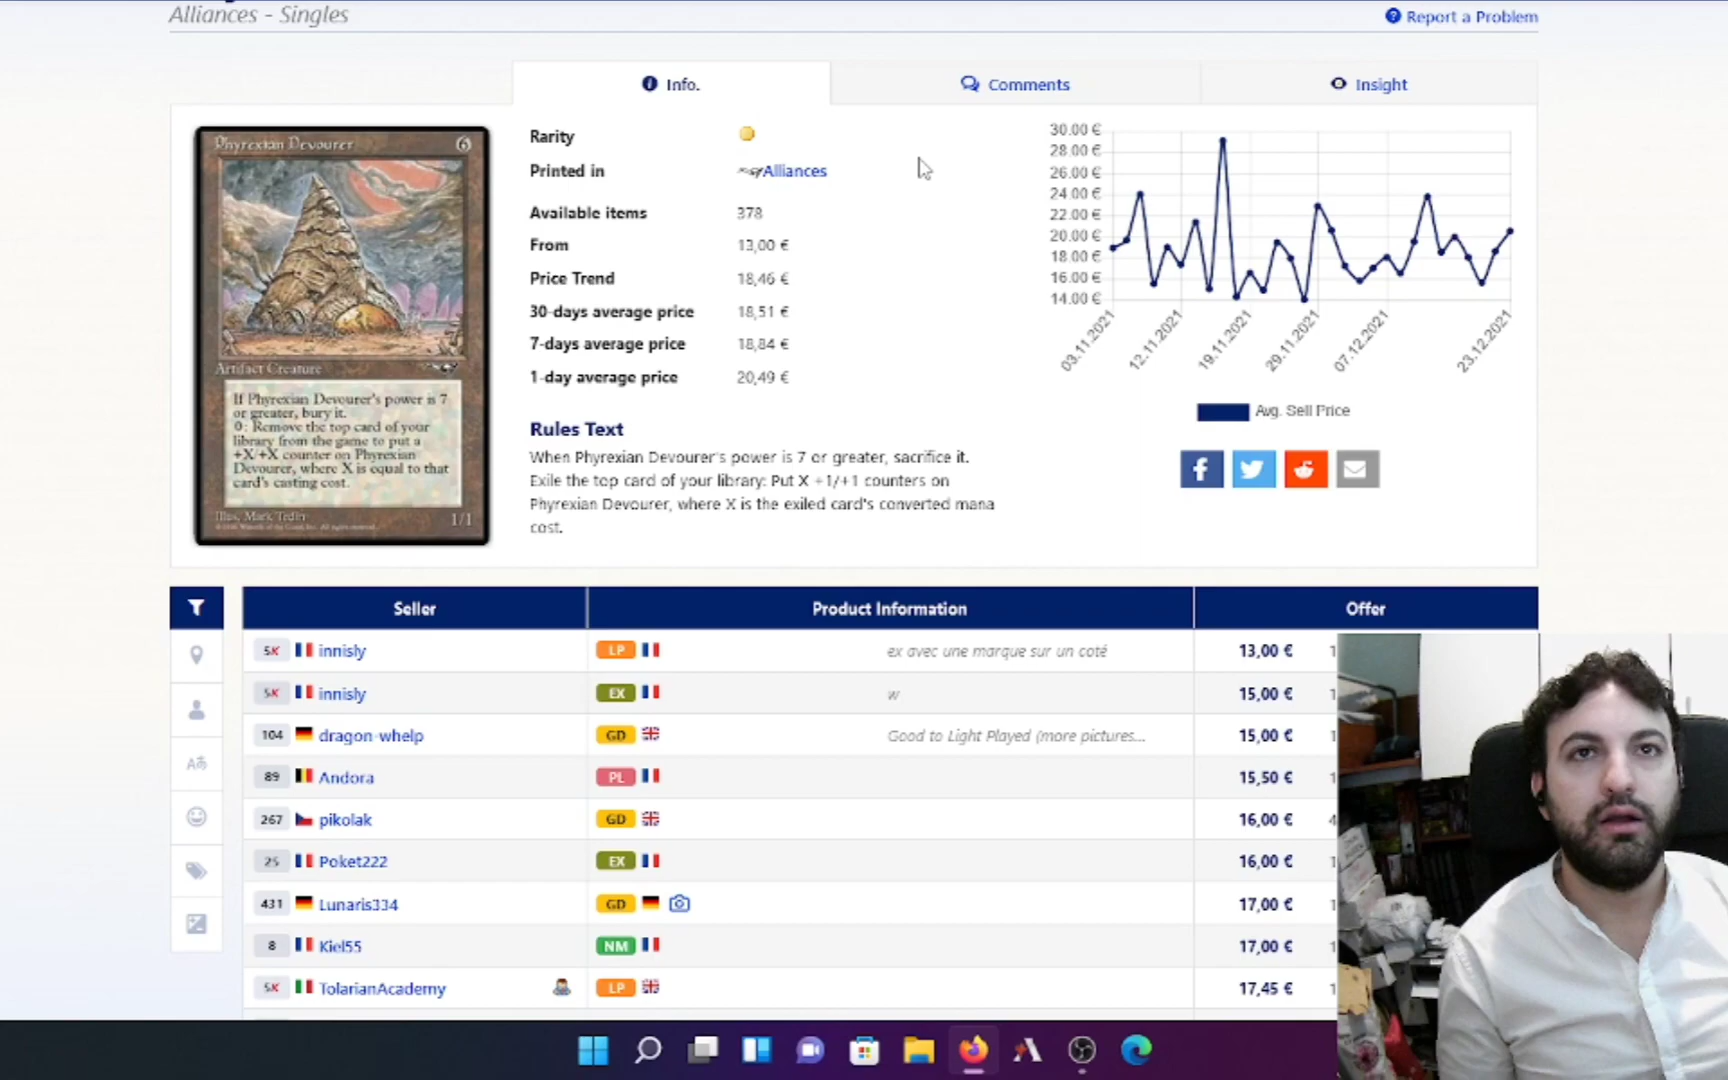 Alliances - Singles
Report a Problem
Info.
Comments
Insight
Phyrexian Devourer
6
Artifact Creature
If Phyrexian Devourer's power is 7
or greater, bury it.
0: Remove the top card of your
library from the game to put a
+X/+X counter on Phyrexian
Devourer, where X is equal to that
card's casting cost.
Illus. Mark Tedin
1/1
Rarity
Printed in Alliances
Available items 378
From 13,00 €
Price Trend 18,46 €
30-days average price 18,51 €
7-days average price 18,84 €
1-day average price 20,49 €
Rules Text
When Phyrexian Devourer's power is 7 or greater, sacrifice it.
Exile the top card of your library: Put X +1/+1 counters on
Phyrexian Devourer, where X is the exiled card's converted mana
cost.
30.00 €
28.00 €
26.00 €
24.00 €
22.00 €
20.00 €
18.00 €
16.00 €
14.00 €
03.11.2021
12.11.2021
19.11.2021
29.11.2021
07.12.2021
23.12.2021
Avg. Sell Price
Seller Product Information Offer
5K innisly LP ex avec une marque sur un coté 13,00 € 1
5K innisly EX w 15,00 € 1
104 dragon-whelp GD Good to Light Played (more pictures... 15,00 € 1
89 Andora PL 15,50 € 1
267 pikolak GD 16,00 € 4
25 Poket222 EX 16,00 € 1
431 Lunaris334 GD 17,00 € 1
8 Kiel55 NM 17,00 € 1
5K TolarianAcademy LP 17,45 € 1